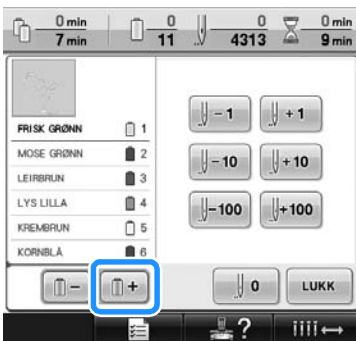 0 min 0 0 0 min
7 min 11 4313 9 min
FRISK GRØNN 1
MOSE GRØNN 2
LEIRBRUN 3
LYS LILLA 4
KREMBRUN 5
KORNBLÅ 6
-1 +1
-10 +10
-100 +100
- + 0 LUKK
?